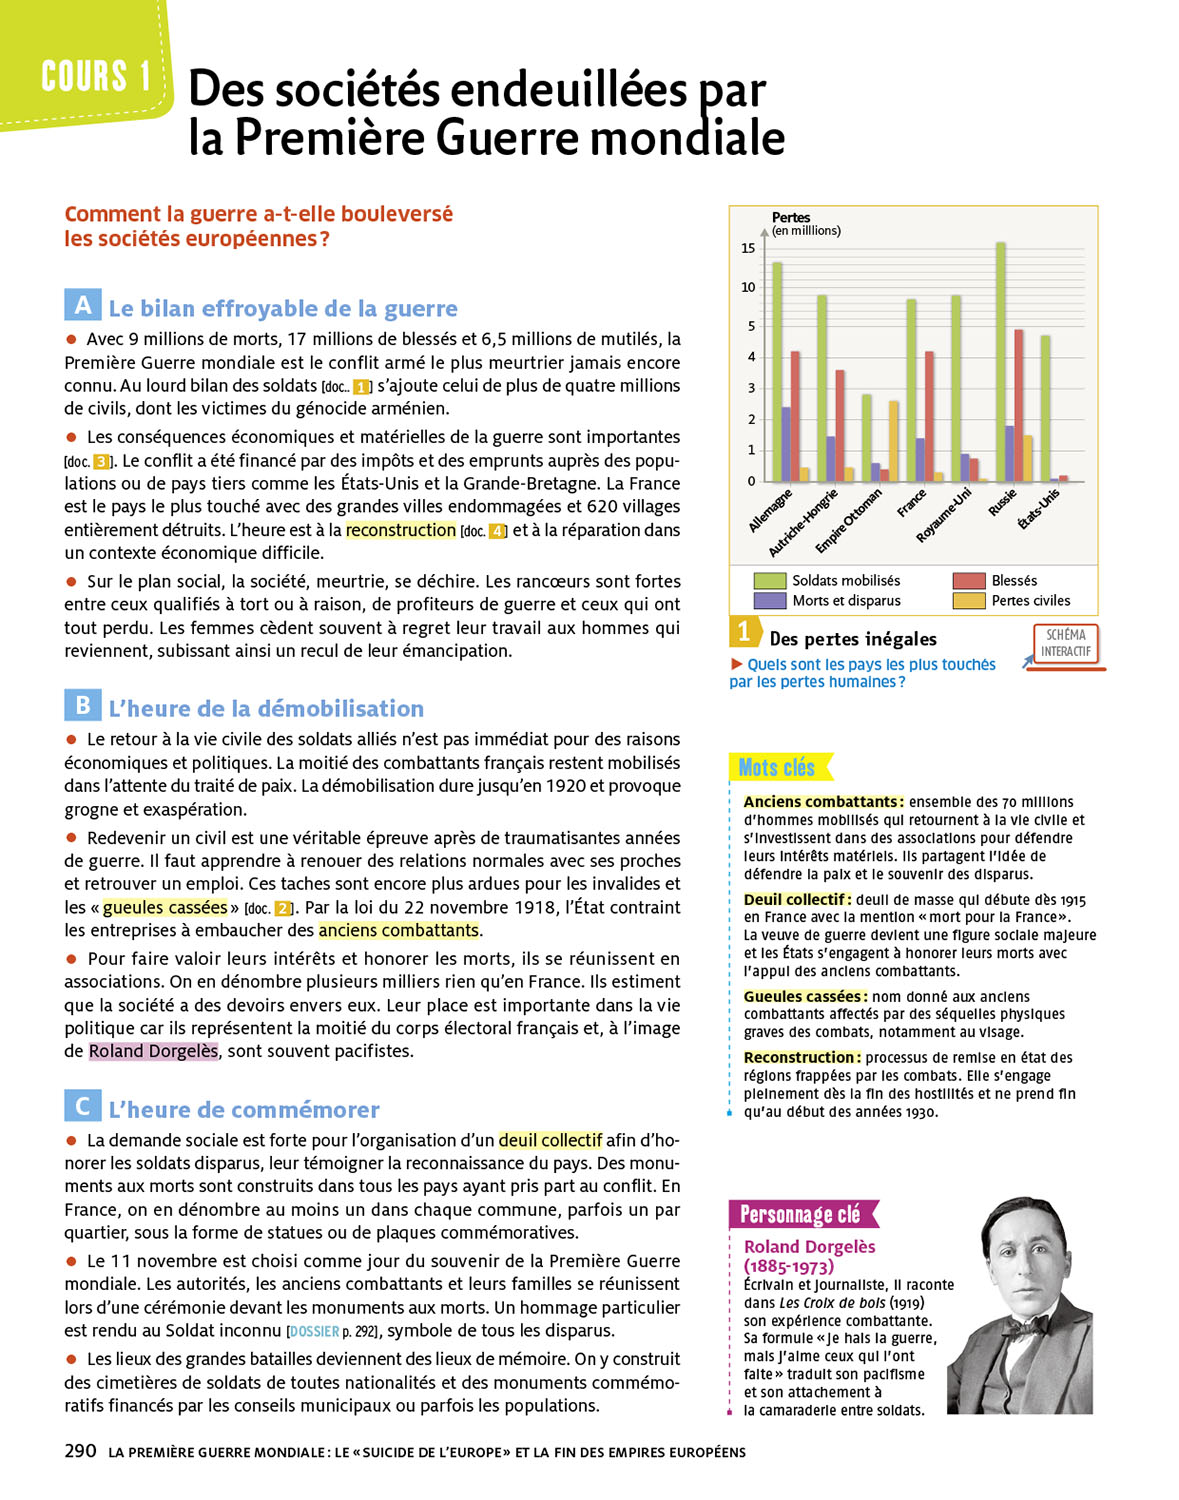 COURS 1
Des sociétés endeuillées par
la Première Guerre mondiale
Comment la guerre a-t-elle bouleversé
les sociétés européennes ?
A Le bilan effroyable de la guerre
• Avec 9 millions de morts, 17 millions de blessés et 6,5 millions de mutilés, la
Première Guerre mondiale est le conflit armé le plus meurtrier jamais encore
connu. Au lourd bilan des soldats [doc.. 1] s’ajoute celui de plus de quatre millions
de civils, dont les victimes du génocide arménien.
• Les conséquences économiques et matérielles de la guerre sont importantes
[doc. 3]. Le conflit a été financé par des impôts et des emprunts auprès des popu-
lations ou de pays tiers comme les États-Unis et la Grande-Bretagne. La France
est le pays le plus touché avec des grandes villes endommagées et 620 villages
entièrement détruits. L’heure est à la reconstruction [doc. 4] et à la réparation dans
un contexte économique difficile.
• Sur le plan social, la société, meurtrie, se déchire. Les rancœurs sont fortes
entre ceux qualifiés à tort ou à raison, de profiteurs de guerre et ceux qui ont
tout perdu. Les femmes cèdent souvent à regret leur travail aux hommes qui
reviennent, subissant ainsi un recul de leur émancipation.
B L’heure de la démobilisation
• Le retour à la vie civile des soldats alliés n’est pas immédiat pour des raisons
économiques et politiques. La moitié des combattants français restent mobilisés
dans l’attente du traité de paix. La démobilisation dure jusqu’en 1920 et provoque
grogne et exaspération.
• Redevenir un civil est une véritable épreuve après de traumatisantes années
de guerre. Il faut apprendre à renouer des relations normales avec ses proches
et retrouver un emploi. Ces taches sont encore plus ardues pour les invalides et
les « gueules cassées » [doc. 2]. Par la loi du 22 novembre 1918, l’État contraint
les entreprises à embaucher des anciens combattants.
• Pour faire valoir leurs intérêts et honorer les morts, ils se réunissent en
associations. On en dénombre plusieurs milliers rien qu’en France. Ils estiment
que la société a des devoirs envers eux. Leur place est importante dans la vie
politique car ils représentent la moitié du corps électoral français et, à l’image
de Roland Dorgelès, sont souvent pacifistes.
C L’heure de commémorer
• La demande sociale est forte pour l’organisation d’un deuil collectif afin d’ho-
norer les soldats disparus, leur témoigner la reconnaissance du pays. Des monu-
ments aux morts sont construits dans tous les pays ayant pris part au conflit. En
France, on en dénombre au moins un dans chaque commune, parfois un par
quartier, sous la forme de statues ou de plaques commémoratives.
• Le 11 novembre est choisi comme jour du souvenir de la Première Guerre
mondiale. Les autorités, les anciens combattants et leurs familles se réunissent
lors d’une cérémonie devant les monuments aux morts. Un hommage particulier
est rendu au Soldat inconnu [DOSSIER p. 292], symbole de tous les disparus.
• Les lieux des grandes batailles deviennent des lieux de mémoire. On y construit
des cimetières de soldats de toutes nationalités et des monuments commémo-
ratifs financés par les conseils municipaux ou parfois les populations.
Pertes
(en milllions)
15
10
5
4
3
2
1
0
Allemagne
Autriche-Hongrie
Empire Ottoman
France
Royaume-Uni
Russie
États-Unis
Soldats mobilisés
Blessés
Morts et disparus
Pertes civiles
1 Des pertes inégales
SCHÉMA
INTERACTIF
► Quels sont les pays les plus touchés
par les pertes humaines ?
Mots clés
Anciens combattants : ensemble des 70 millions
d’hommes mobilisés qui retournent à la vie civile et
s’investissent dans des associations pour défendre
leurs intérêts matériels. Ils partagent l’idée de
défendre la paix et le souvenir des disparus.
Deuil collectif : deuil de masse qui débute dès 1915
en France avec la mention « mort pour la France ».
La veuve de guerre devient une figure sociale majeure
et les États s’engagent à honorer leurs morts avec
l’appui des anciens combattants.
Gueules cassées : nom donné aux anciens
combattants affectés par des séquelles physiques
graves des combats, notamment au visage.
Reconstruction : processus de remise en état des
régions frappées par les combats. Elle s’engage
pleinement dès la fin des hostilités et ne prend fin
qu’au début des années 1930.
Personnage clé
Roland Dorgelès
(1885-1973)
Écrivain et journaliste, il raconte
dans Les Croix de bois (1919)
son expérience combattante.
Sa formule « Je hais la guerre,
mais j’aime ceux qui l’ont
faite » traduit son pacifisme
et son attachement à
la camaraderie entre soldats.
290 LA PREMIÈRE GUERRE MONDIALE : LE « SUICIDE DE L’EUROPE » ET LA FIN DES EMPIRES EUROPÉENS